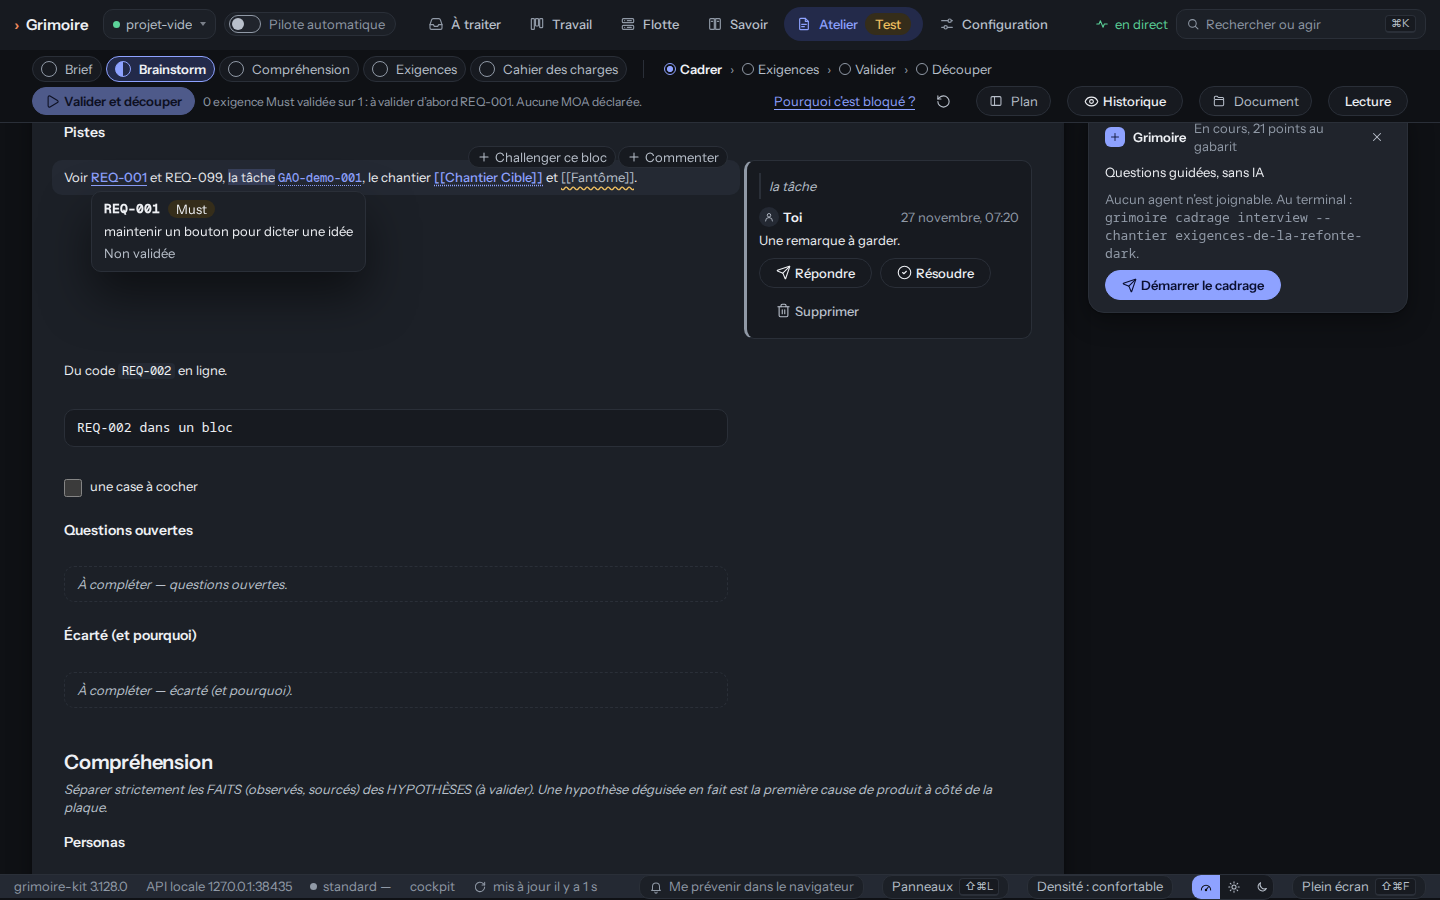 › Grimoire
projet-vide
Pilote automatique
À traiter
Travail
Flotte
Savoir
Atelier
Test
Configuration
en direct
Rechercher ou agir
⌘K
Brief
Brainstorm
Compréhension
Exigences
Cahier des charges
Cadrer › Exigences › Valider › Découper
Valider et découper
0 exigence Must validée sur 1 : à valider d’abord REQ-001. Aucune MOA déclarée.
Pourquoi c’est bloqué ?
Plan
Historique
Document
Lecture
Pistes
Challenger ce bloc
Commenter
Voir REQ-001 et REQ-099, la tâche GAO-demo-001, le chantier [[Chantier Cible]] et [[Fantôme]].
REQ-001 Must
maintenir un bouton pour dicter une idée
Non validée
la tâche
Toi
27 novembre, 07:20
Une remarque à garder.
Répondre
Résoudre
Supprimer
Grimoire
En cours, 21 points au
gabarit
Questions guidées, sans IA
Aucun agent n’est joignable. Au terminal :
grimoire cadrage interview --
chantier exigences-de-la-refonte-
dark.
Démarrer le cadrage
Du code REQ-002 en ligne.
REQ-002 dans un bloc
une case à cocher
Questions ouvertes
À compléter — questions ouvertes.
Écarté (et pourquoi)
À compléter — écarté (et pourquoi).
Compréhension
Séparer strictement les FAITS (observés, sourcés) des HYPOTHÈSES (à valider). Une hypothèse déguisée en fait est la première cause de produit à côté de la
plaque.
Personas
grimoire-kit 3.128.0
API locale 127.0.0.1:38435
standard —
cockpit
mis à jour il y a 1 s
Me prévenir dans le navigateur
Panneaux ⇧⌘L
Densité : confortable
Plein écran ⇧⌘F